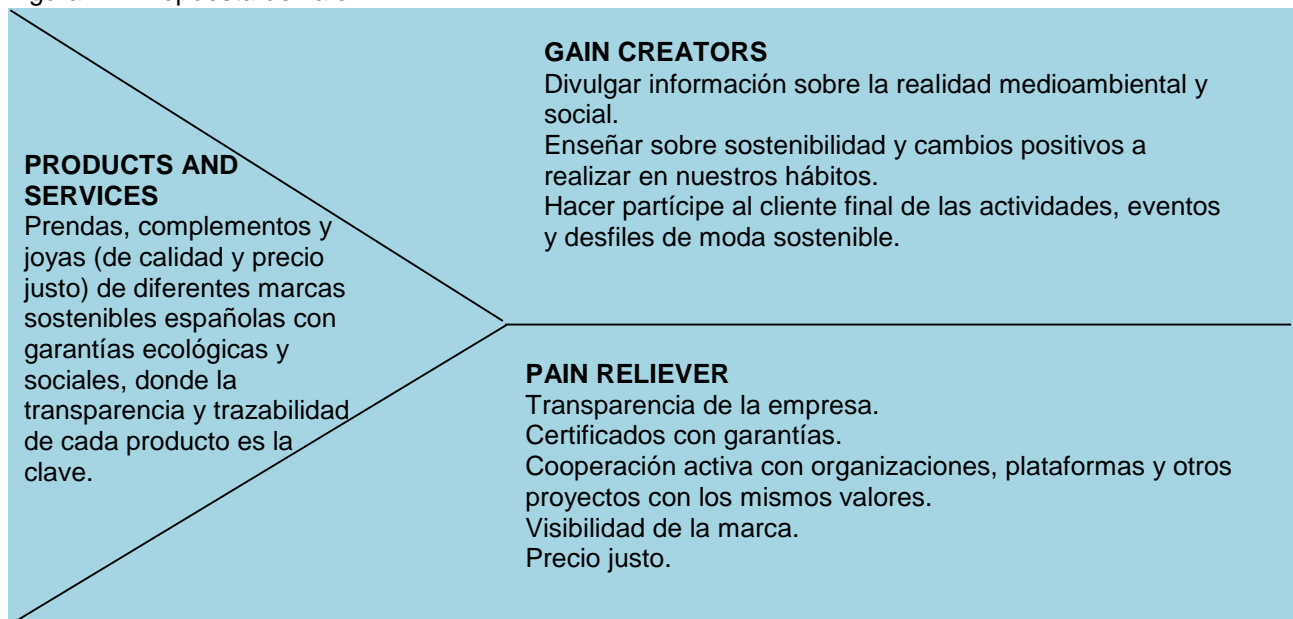 PRODUCTS AND
SERVICES
Prendas, complementos y
joyas (de calidad y precio
justo) de diferentes marcas
sostenibles españolas con
garantías ecológicas y
sociales, donde la
transparencia y trazabilidad
de cada producto es la
clave.
GAIN CREATORS
Divulgar información sobre la realidad medioambiental y
social.
Enseñar sobre sostenibilidad y cambios positivos a
realizar en nuestros hábitos.
Hacer partícipe al cliente final de las actividades, eventos
y desfiles de moda sostenible.
PAIN RELIEVER
Transparencia de la empresa.
Certificados con garantías.
Cooperación activa con organizaciones, plataformas y otros
proyectos con los mismos valores.
Visibilidad de la marca.
Precio justo.